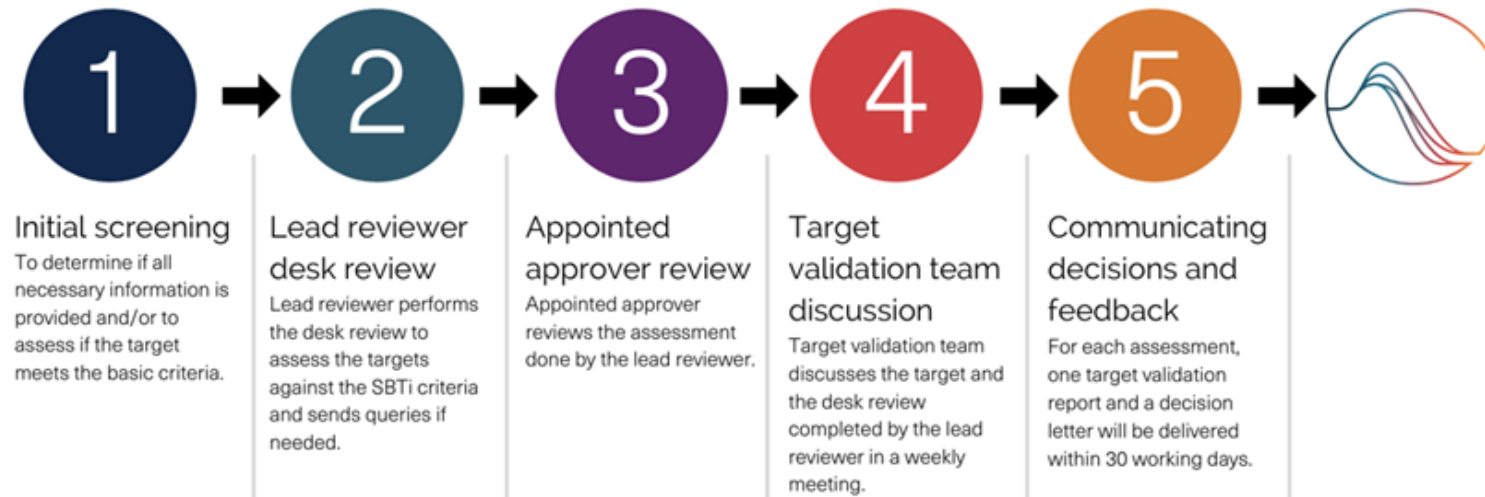 1
2
3
4
5
Initial screening
To determine if all
necessary information is
provided and/or to
assess if the target
meets the basic criteria.
Lead reviewer
desk review
Lead reviewer performs
the desk review to
assess the targets
against the SBTi criteria
and sends queries if
needed.
Appointed
approver review
Appointed approver
reviews the assessment
done by the lead reviewer.
Target
validation team
discussion
Target validation team
discusses the target and
the desk review
completed by the lead
reviewer in a weekly
meeting.
Communicating
decisions and
feedback
For each assessment,
one target validation
report and a decision
letter will be delivered
within 30 working days.